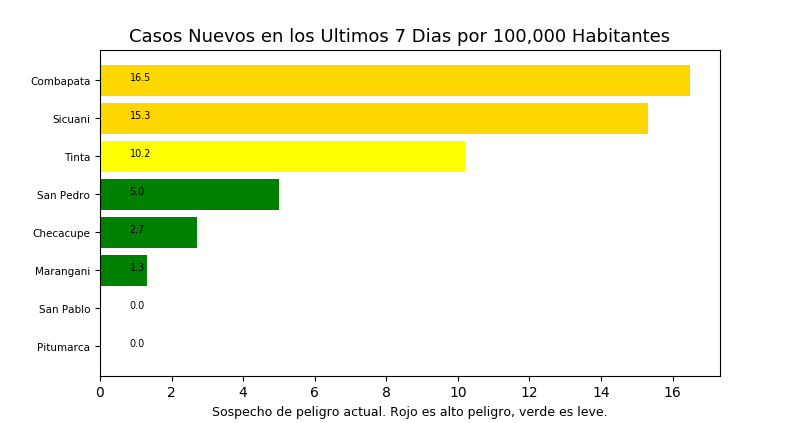 Casos Nuevos en los Ultimos 7 Dias por 100,000 Habitantes
Combapata 16.5
Sicuani 15.3
Tinta 10.2
San Pedro 5.0
Checacupe 2.7
Marangani 1.3
San Pablo 0.0
Pitumarca 0.0
0 2 4 6 8 10 12 14 16
Sospecho de peligro actual. Rojo es alto peligro, verde es leve.